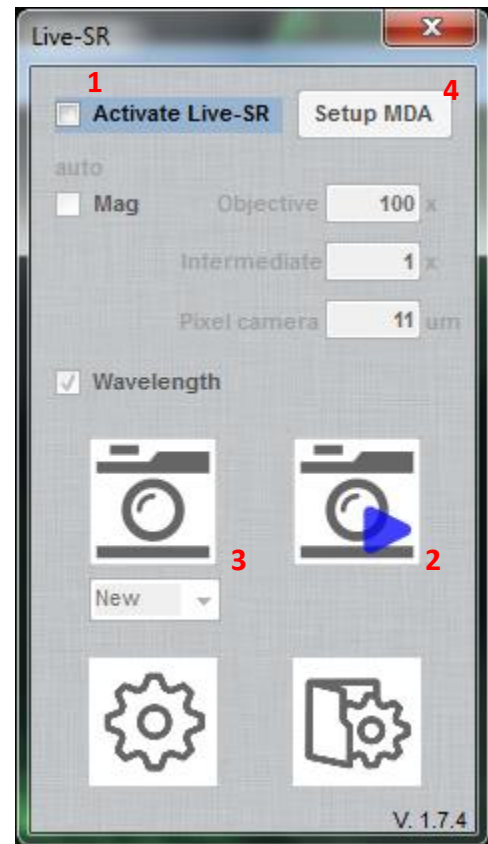 Live-SR
x
1
4
Activate Live-SR Setup MDA
auto
Mag Objective 100 x
Intermediate 1 x
Pixel camera 11 um
Wavelength
3
2
New
V. 1.7.4